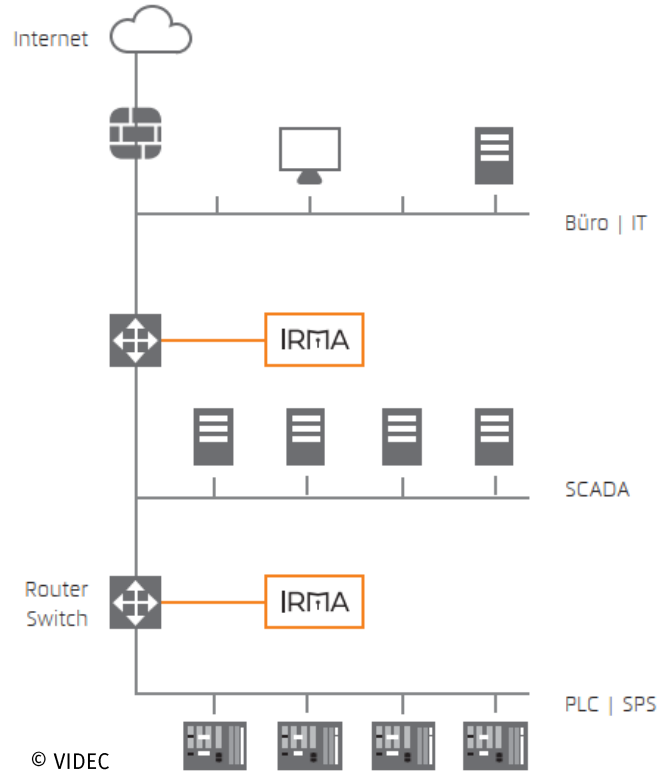 Internet
Büro | IT
IRMA
SCADA
Router
Switch
IRMA
PLC | SPS
© VIDEC